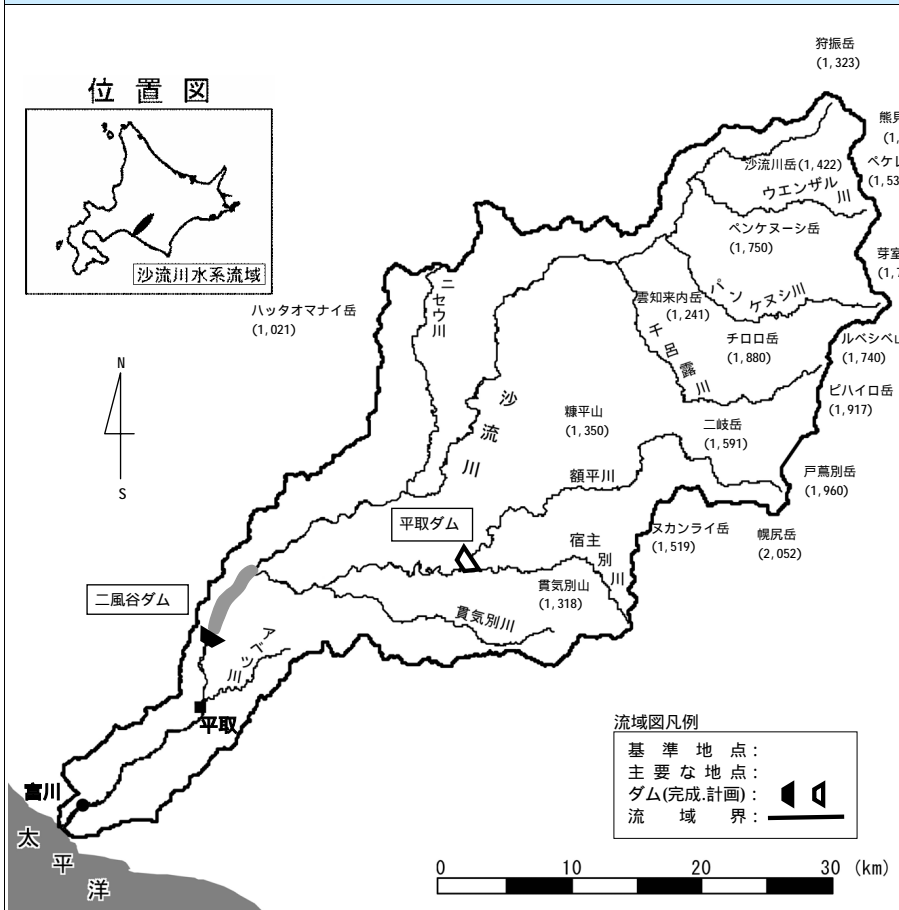 狩振岳
(1,323)
位置図
沙流川水系流域
熊見
(1,
沙流川岳(1,422)
ペケレ
(1,53
ウエンザル川
ペンケヌーシ岳
(1,750)
芽室
(1,7
ニセウ川
ハッタオマナイ岳
(1,021)
雲知来内岳
(1,241)
パンケヌシ川
チロロ岳
(1,880)
ルベシベ山
(1,740)
千呂露川
ピパイロ岳
(1,917)
N
S
沙流川
糠平山
(1,350)
二岐岳
(1,591)
額平川
戸蔦別岳
(1,960)
平取ダム
ヌカンライ岳
(1,519)
幌尻岳
(2,052)
宿主別川
二風谷ダム
貫気別山
(1,318)
貫気別川
アベツ川
平取
流域図凡例
基準地点:
主要な地点:
ダム(完成.計画):
流域界:
富川
太平洋
0 10 20 30 (km)